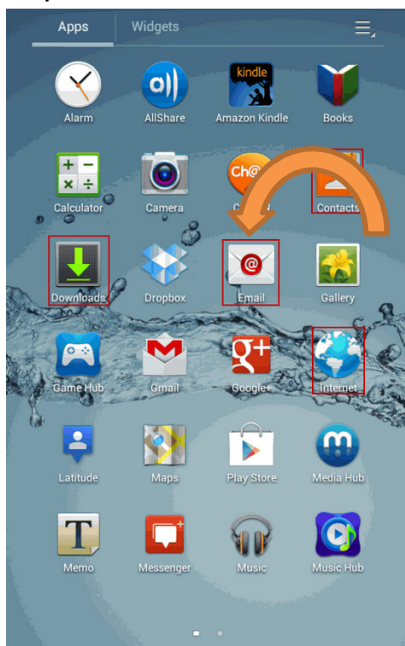 Apps Widgets
kindle
Alarm AllShare Amazon Kindle Books
Ch@
Calculator Camera Contacts
Downloads Dropbox Email Gallery
Game Hub Gmail Google+ Internet
Latitude Maps Play Store Media Hub
Memo Messenger Music Music Hub